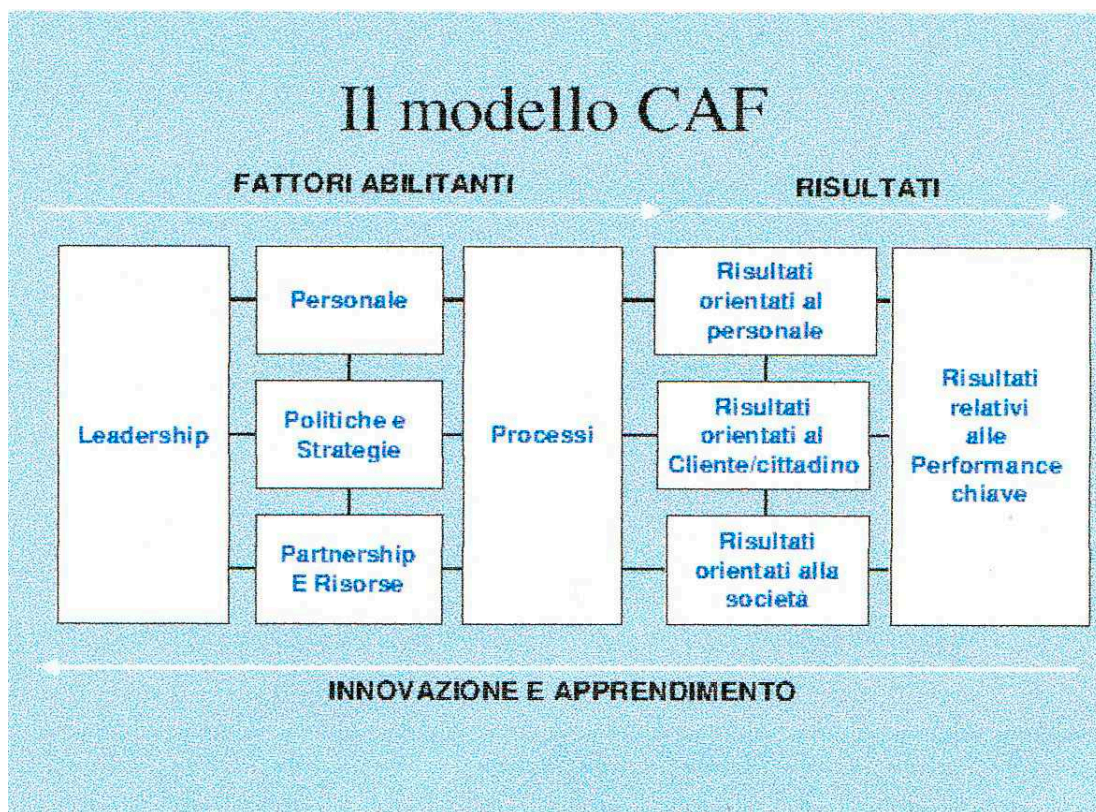 Il modello CAF
FATTORI ABILITANTI
RISULTATI
Leadership
Personale
Politiche e
Strategie
Partnership
E Risorse
Processi
Risultati
orientati al
personale
Risultati
orientati al
Cliente/cittadino
Risultati
orientati alla
società
Risultati
relativi
alle
Performance
chiave
INNOVAZIONE E APPRENDIMENTO